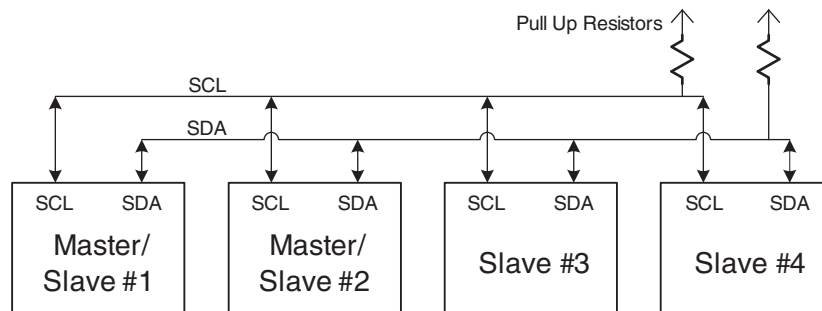 Pull Up Resistors
SCL
SDA
SCL SDA
Master/
Slave #1
SCL SDA
Master/
Slave #2
SCL SDA
Slave #3
SCL SDA
Slave #4